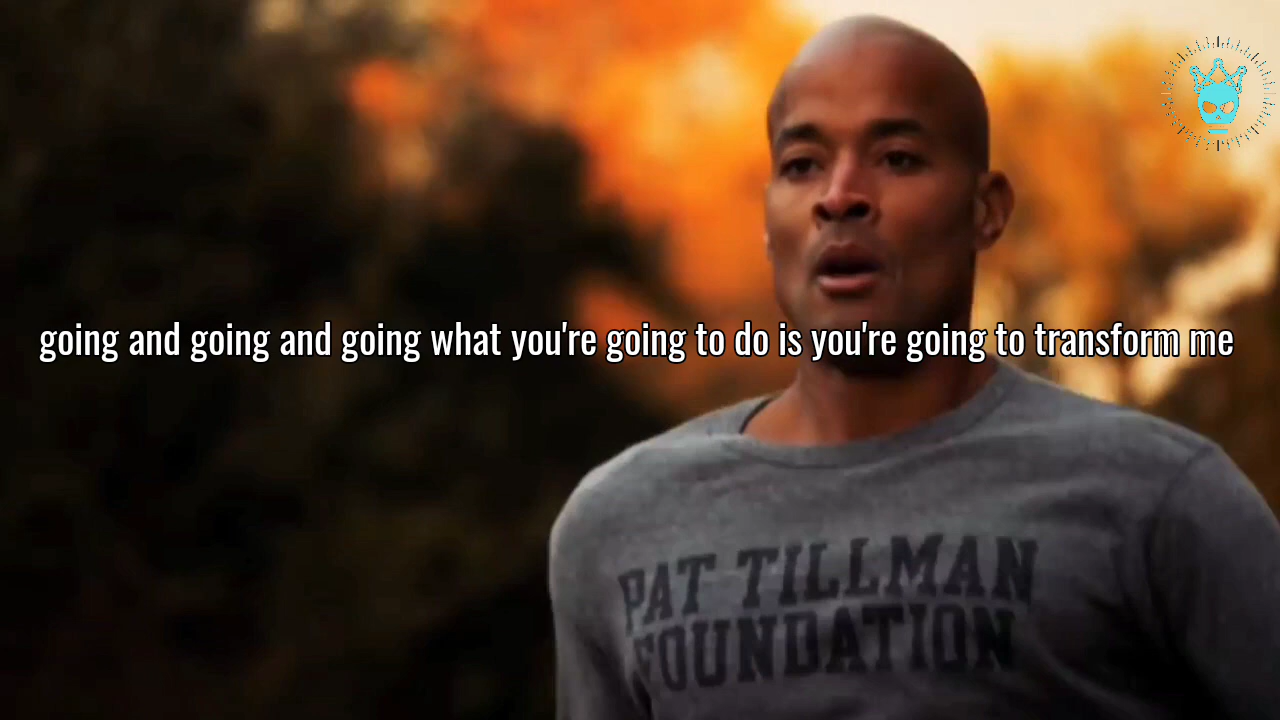 going and going and going what you're going to do is you're going to transform me
PAT TILLMAN
FOUNDATION